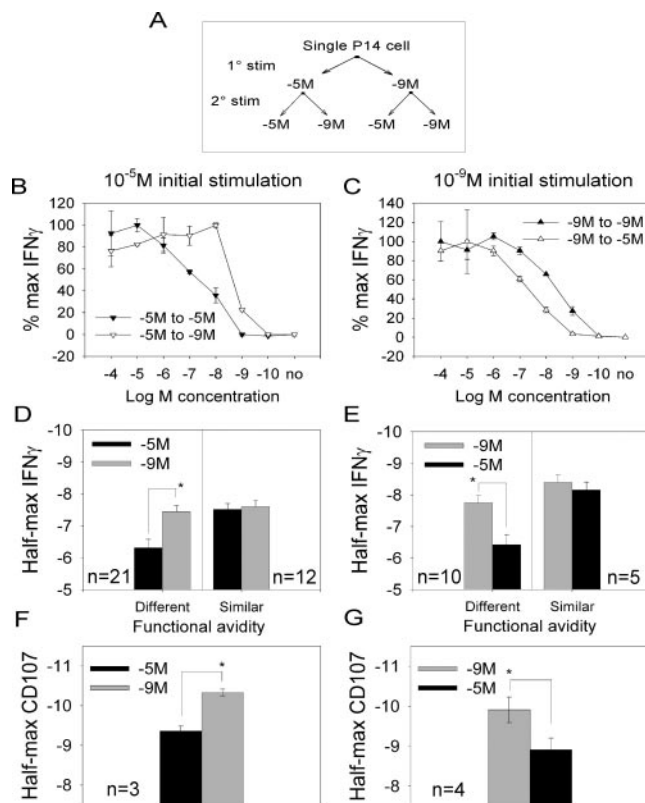 A
Single P14 cell
1° stim
-5M -9M
2° stim
-5M -9M -5M -9M
B
10-5M initial stimulation
% max IFNγ
120
100
80
60
40
20
0
-20
-5M to -5M
-5M to -9M
-4 -5 -6 -7 -8 -9 -10 no
Log M concentration
C
10-9M initial stimulation
% max IFNγ
140
120
100
80
60
40
20
0
-20
-9M to -9M
-9M to -5M
-4 -5 -6 -7 -8 -9 -10 no
Log M concentration
D
Half-max IFNγ
-10
-9
-8
-7
-6
-5
-5M
-9M
*
n=21
n=12
Different Similar
Functional avidity
E
Half-max IFNγ
-10
-9
-8
-7
-6
-5
-9M
-5M
*
n=10
n=5
Different Similar
Functional avidity
F
Half-max CD107
-11
-10
-9
-8
-5M
-9M
*
n=3
G
Half-max CD107
-11
-10
-9
-8
-9M
-5M
*
n=4